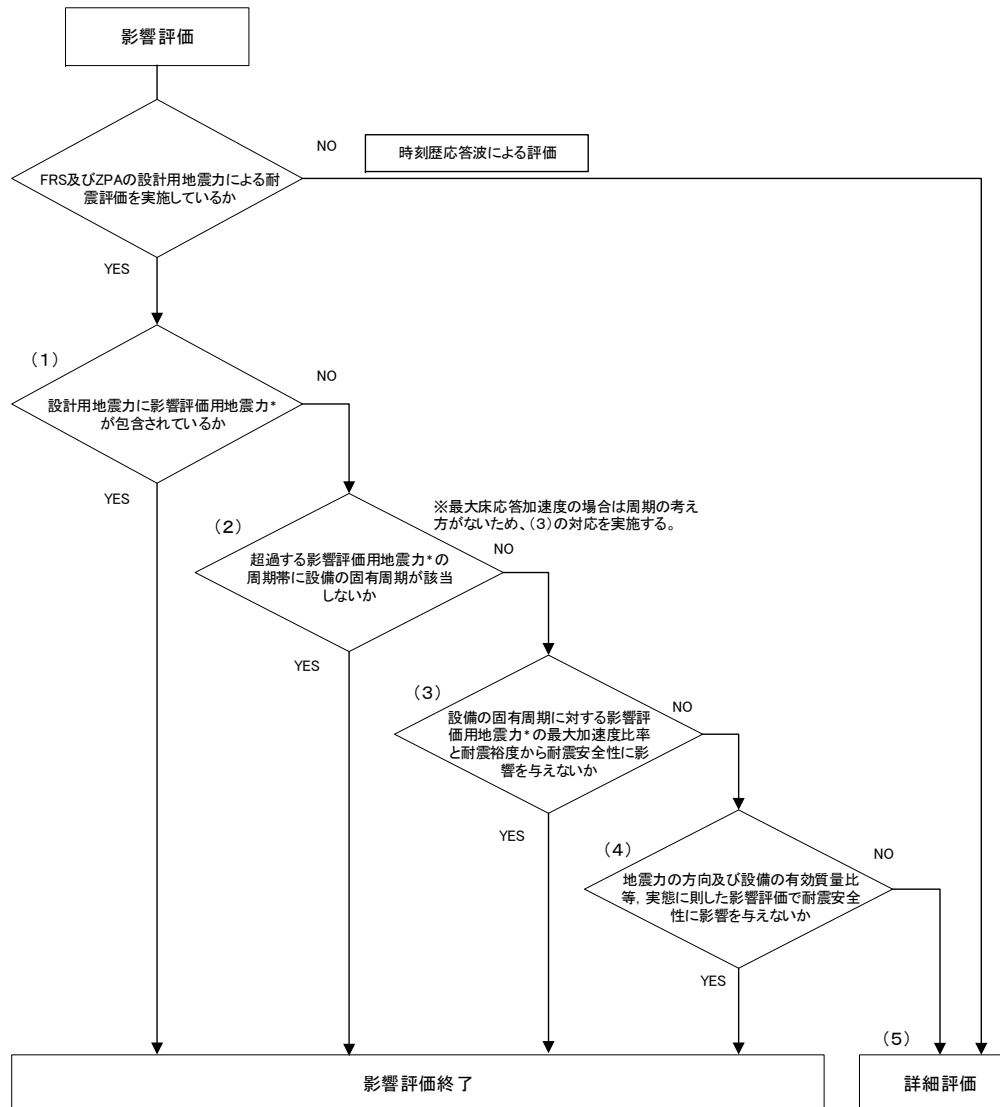 影響評価
NO
時刻歴応答波による評価
FRS及びZPAの設計用地震力による耐
震評価を実施しているか
YES
(1)
NO
設計用地震力に影響評価用地震力*
が包含されているか
YES
※最大床応答加速度の場合は周期の考え
方がないため、(3)の対応を実施する。
(2)
NO
超過する影響評価用地震力*の
周期帯に設備の固有周期が該当
しないか
YES
(3)
NO
設備の固有周期に対する影響評
価用地震力*の最大加速度比率
と耐震裕度から耐震安全性に影
響を与えないか
YES
(4)
NO
地震力の方向及び設備の有効質量比
等,実態に則した影響評価で耐震安全
性に影響を与えないか
YES
(5)
影響評価終了
詳細評価